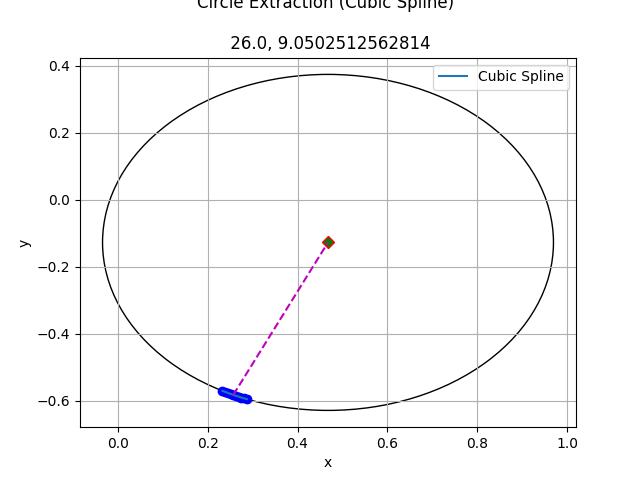 Circle Extraction (Cubic Spline)
26.0, 9.0502512562814
Cubic Spline
0.4
0.2
0.0
−0.2
−0.4
−0.6
y
0.0 0.2 0.4 0.6 0.8 1.0
x